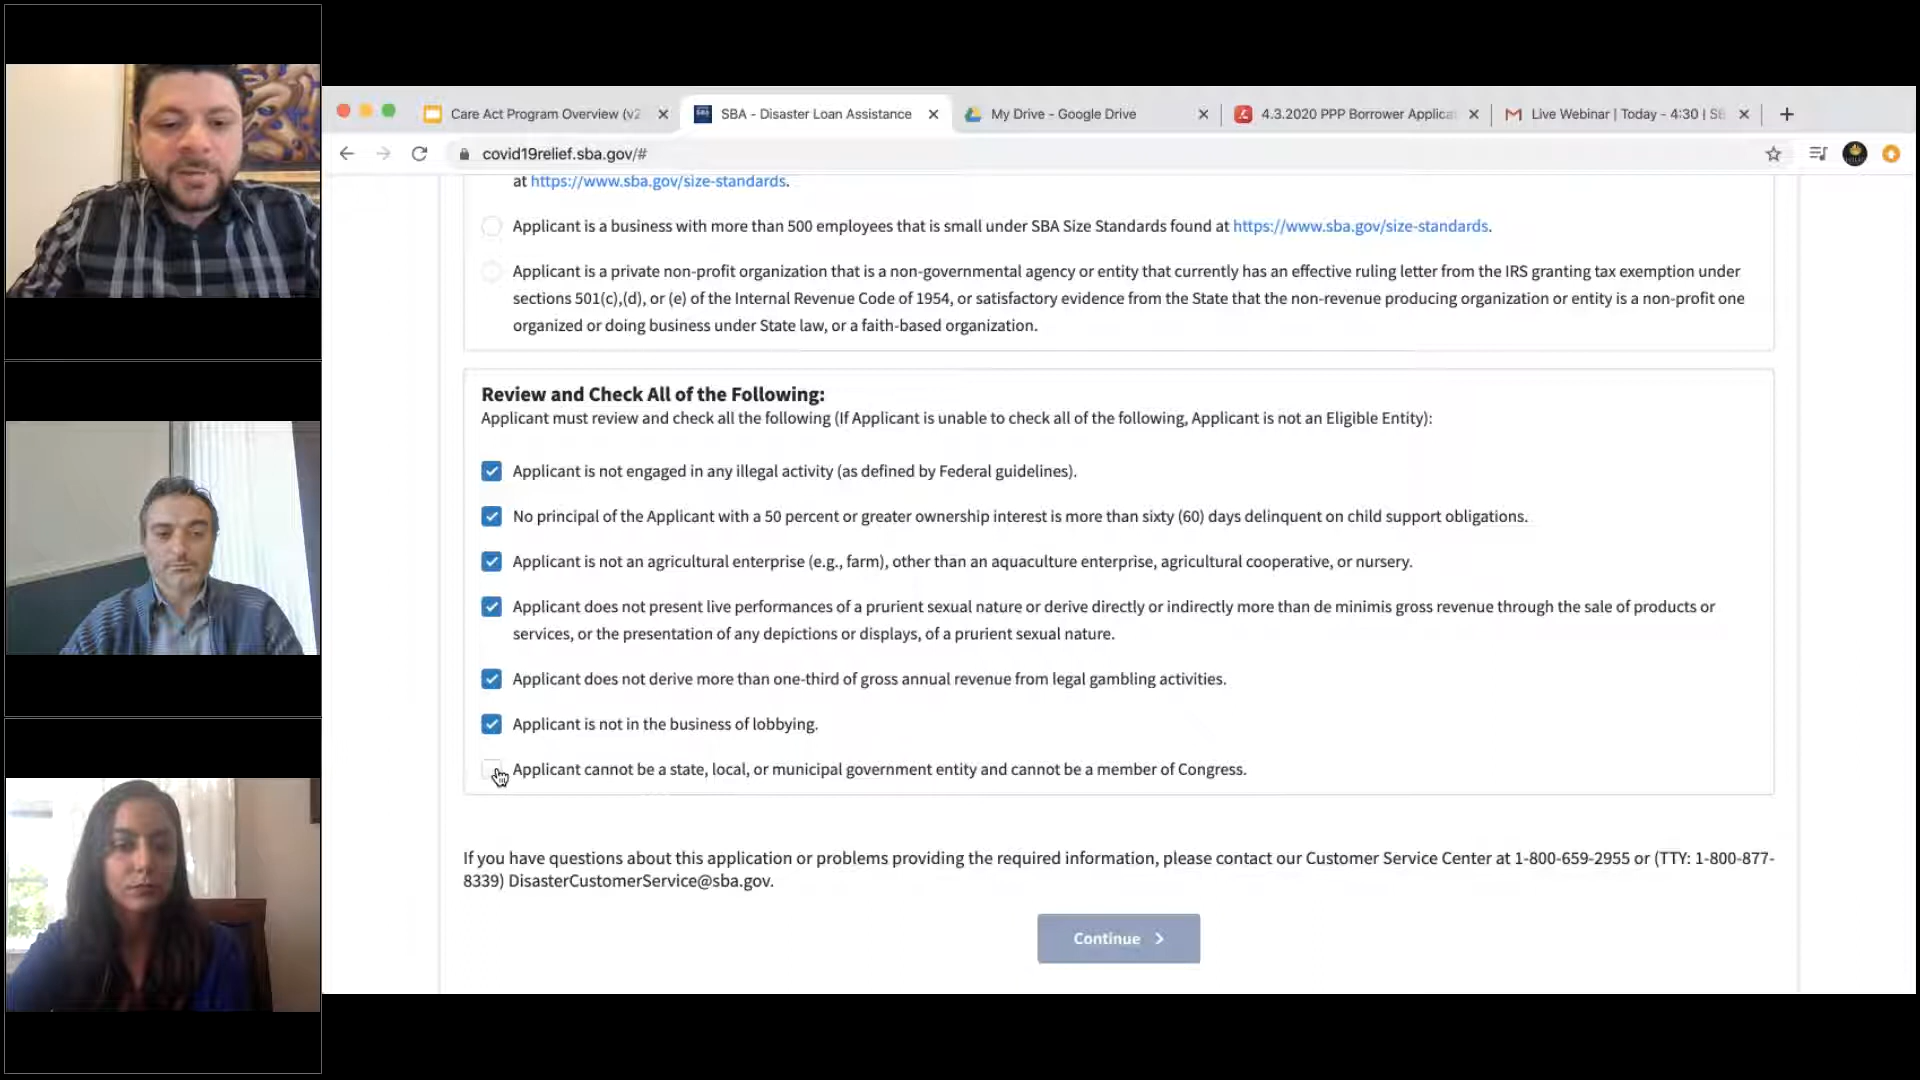 Care Act Program Overview (v2
SBA - Disaster Loan Assistance
My Drive - Google Drive
4.3.2020 PPP Borrower Applica
Live Webinar | Today - 4:30 | SB
covid19relief.sba.gov/#
at https://www.sba.gov/size-standards.
Applicant is a business with more than 500 employees that is small under SBA Size Standards found at https://www.sba.gov/size-standards.
Applicant is a private non-profit organization that is a non-governmental agency or entity that currently has an effective ruling letter from the IRS granting tax exemption under
sections 501(c),(d), or (e) of the Internal Revenue Code of 1954, or satisfactory evidence from the State that the non-revenue producing organization or entity is a non-profit one
organized or doing business under State law, or a faith-based organization.
Review and Check All of the Following:
Applicant must review and check all the following (If Applicant is unable to check all of the following, Applicant is not an Eligible Entity):
Applicant is not engaged in any illegal activity (as defined by Federal guidelines).
No principal of the Applicant with a 50 percent or greater ownership interest is more than sixty (60) days delinquent on child support obligations.
Applicant is not an agricultural enterprise (e.g., farm), other than an aquaculture enterprise, agricultural cooperative, or nursery.
Applicant does not present live performances of a prurient sexual nature or derive directly or indirectly more than de minimis gross revenue through the sale of products or
services, or the presentation of any depictions or displays, of a prurient sexual nature.
Applicant does not derive more than one-third of gross annual revenue from legal gambling activities.
Applicant is not in the business of lobbying.
Applicant cannot be a state, local, or municipal government entity and cannot be a member of Congress.
If you have questions about this application or problems providing the required information, please contact our Customer Service Center at 1-800-659-2955 or (TTY: 1-800-877-
8339) DisasterCustomerService@sba.gov.
Continue